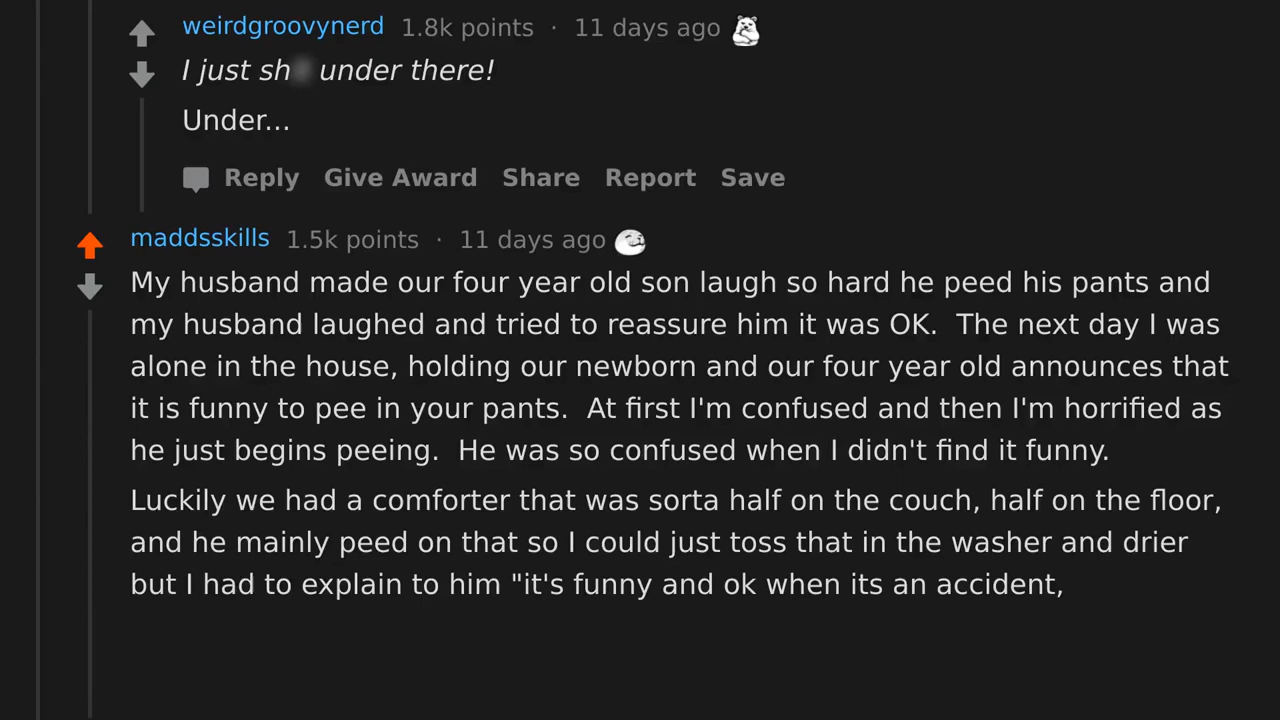 weirdgroovynerd 1.8k points · 11 days ago
I just sh under there!
Under...
Reply Give Award Share Report Save
maddsskills 1.5k points · 11 days ago
My husband made our four year old son laugh so hard he peed his pants and
my husband laughed and tried to reassure him it was OK.  The next day I was
alone in the house, holding our newborn and our four year old announces that
it is funny to pee in your pants.  At first I'm confused and then I'm horrified as
he just begins peeing.  He was so confused when I didn't find it funny.
Luckily we had a comforter that was sorta half on the couch, half on the floor,
and he mainly peed on that so I could just toss that in the washer and drier
but I had to explain to him "it's funny and ok when its an accident,